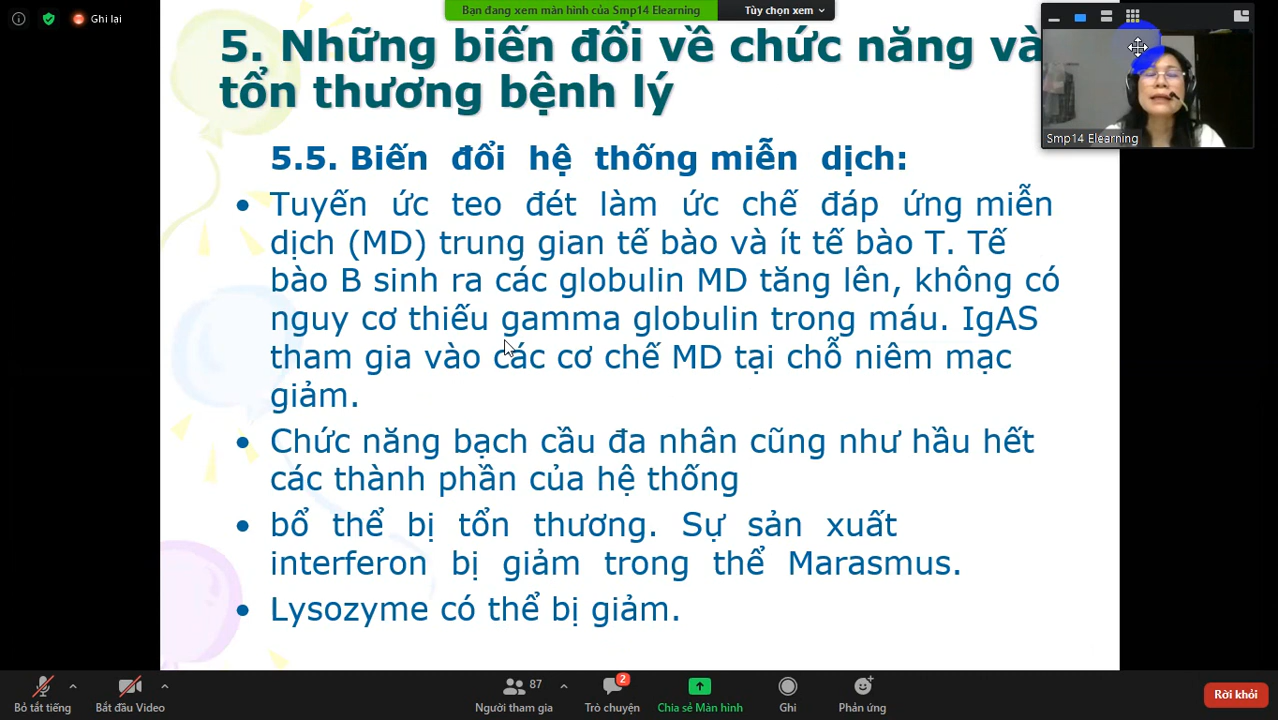 Ghi lại
Bạn đang xem màn hình của Smp14 Elearning
Tùy chọn xem
5. Những biến đổi về chức năng và
tổn thương bệnh lý
Smp14 Elearning
5.5. Biến đổi hệ thống miễn dịch:
Tuyến ức teo đét làm ức chế đáp ứng miễn
dịch (MD) trung gian tế bào và ít tế bào T. Tế
bào B sinh ra các globulin MD tăng lên, không có
nguy cơ thiếu gamma globulin trong máu. IgAS
tham gia vào các cơ chế MD tại chỗ niêm mạc
giảm.
Chức năng bạch cầu đa nhân cũng như hầu hết
các thành phần của hệ thống
bổ thể bị tổn thương. Sự sản xuất
interferon bị giảm trong thể Marasmus.
Lysozyme có thể bị giảm.
Bỏ tắt tiếng
Bắt đầu Video
87
Người tham gia
2
Trò chuyện
Chia sẻ Màn hình
Ghi
Phản ứng
Rời khỏi